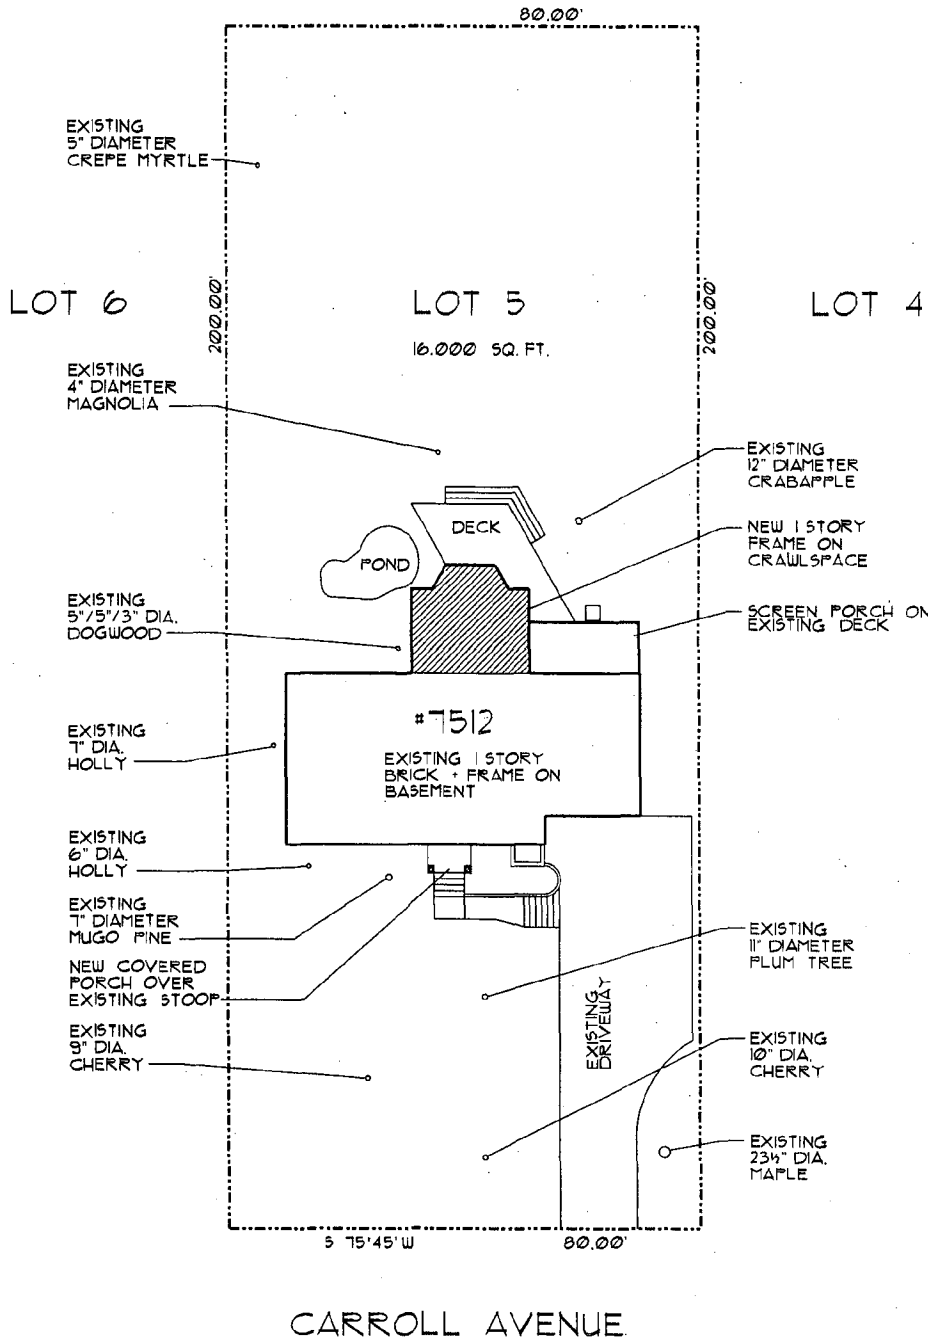 80.00'
EXISTING
5" DIAMETER
CREPE MYRTLE
LOT 6
200.00'
LOT 5
200.00'
LOT 4
16.000 SQ. FT.
EXISTING
4" DIAMETER
MAGNOLIA
EXISTING
12" DIAMETER
CRABAPPLE
DECK
NEW 1 STORY
FRAME ON
CRAWLSPACE
POND
EXISTING
5"/5"/3" DIA.
DOGWOOD
SCREEN PORCH ON
EXISTING DECK
#7512
EXISTING 1 STORY
BRICK + FRAME ON
BASEMENT
EXISTING
7" DIA.
HOLLY
EXISTING
6" DIA.
HOLLY
EXISTING
7" DIAMETER
MUGO PINE
NEW COVERED
PORCH OVER
EXISTING STOOP
EXISTING
11" DIAMETER
PLUM TREE
EXISTING
DRIVEWAY
EXISTING
9" DIA.
CHERRY
EXISTING
10" DIA.
CHERRY
EXISTING
23½" DIA.
MAPLE
S 75°45' W
80.00'
CARROLL AVENUE